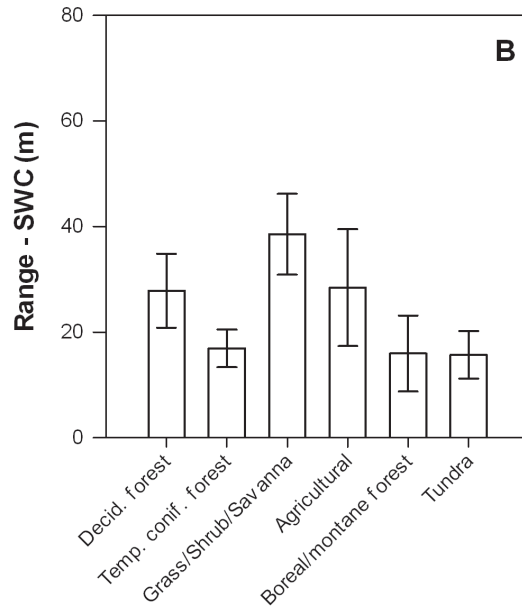 80
B
60
40
20
0
Range - SWC (m)
Decid. forest
Temp. conif. forest
Grass/Shrub/Savanna
Agricultural
Boreal/montane forest
Tundra